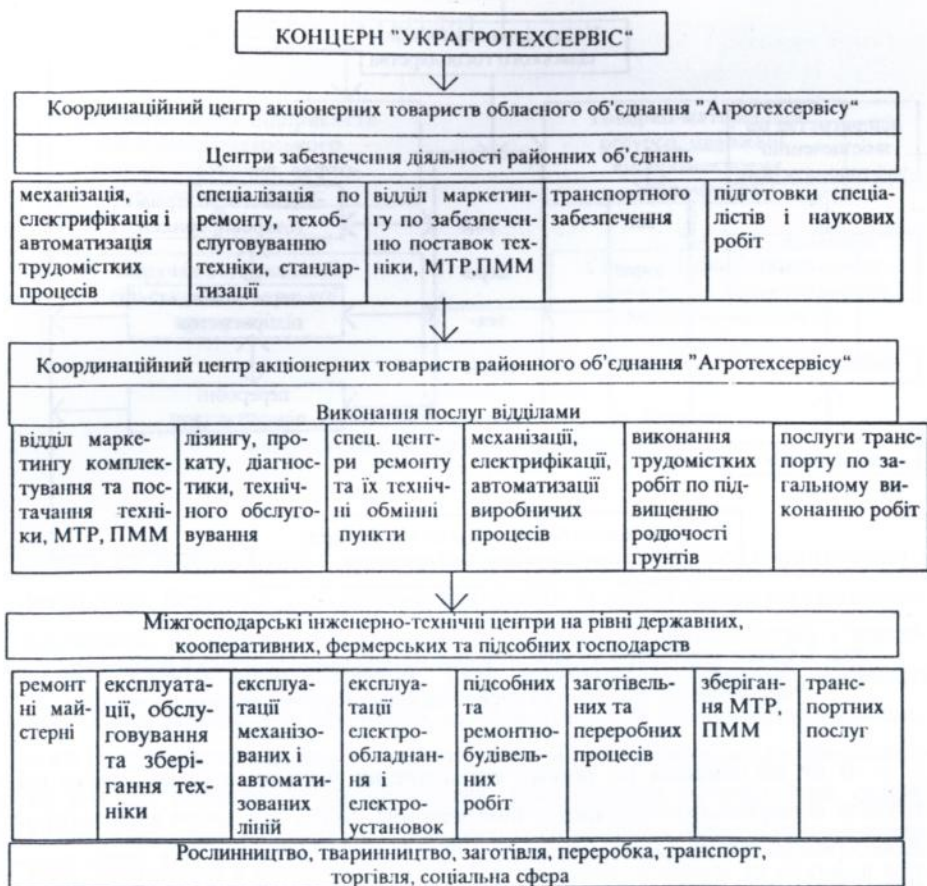 КОНЦЕРН "УКРАГРОТЕХСЕРВІС“
Координаційний центр акціонерних товариств обласного об’єднання "Агротехсервісу“
Центри забезпечення діяльності районних об’єднань
механізація,
електрифікація і
автоматизація
трудомістких
процесів
спеціалізація по
ремонту, техоб-
слуговуванню
техніки, стандар-
тизації
відділ маркетин-
гу по забезпечен-
ню поставок тех-
ніки, МТР,ПММ
транспортного
забезпечення
підготовки спеціа-
лістів і наукових
робіт
Координаційний центр акціонерних товариств районного об’єднання "Агротехсервісу“
Виконання послуг відділами
відділ марке-
тингу комплек-
тування та пос-
тачання техні-
ки, МТР, ПММ
лізингу, про-
кату, діагнос-
тики, технічно-
го обслуго-
вування
спец. цент-
ри ремонту
та їх техніч-
ні обмінні
пункти
механізації,
електрифікації,
автоматизації
виробничих
процесів
виконання
трудомістких
робіт по під-
вищенню
родючості
грунтів
послуги транс-
порту по за-
гальному ви-
конанню робіт
Міжгосподарські інженерно-технічні центри на рівні державних,
кооперативних, фермерських та підсобних господарств
ремонт
ні май-
стерні
експлуата-
ції, обслу-
говування
та збері-
гання тех-
ніки
експлуа-
тації
механізо-
ваних і
автомати-
зованих
ліній
експлуа-
тації
електро-
обладнан-
ня і
електро-
установок
підсобних
та
ремонтно-
будівель-
них
робіт
заготівель-
них та
переробних
процесів
зберіган-
ня МТР,
ПММ
тран-
спортних
послуг
Рослинництво, тваринництво, заготівля, переробка, транспорт,
торгівля, соціальна сфера